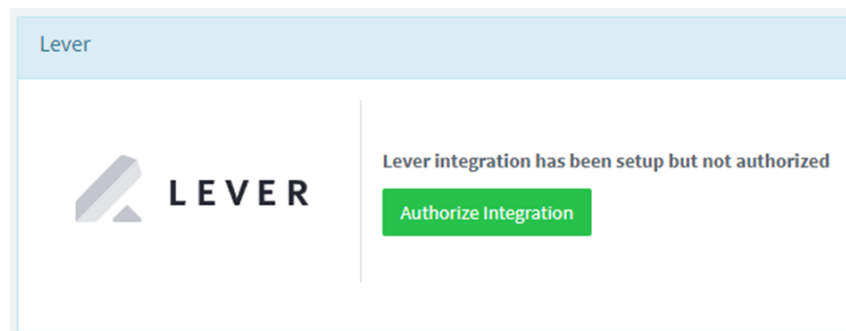 Lever
LEVER
Lever integration has been setup but not authorized
Authorize Integration